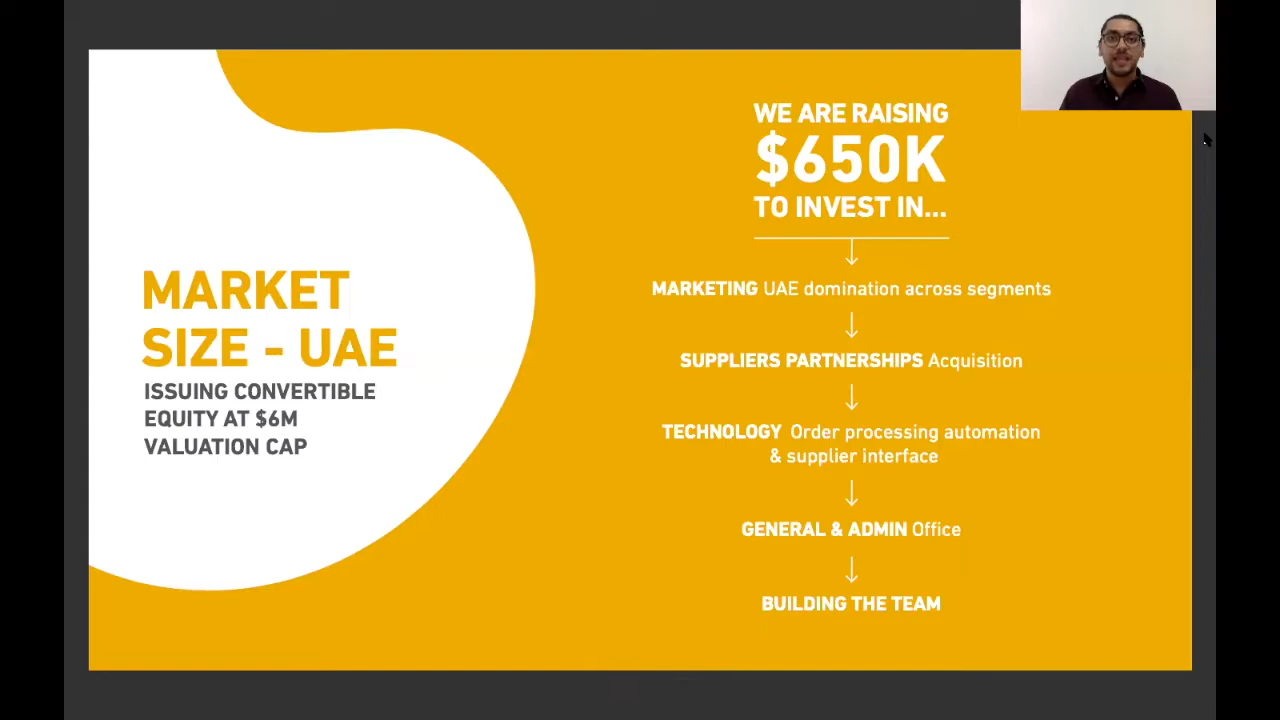 MARKET
SIZE - UAE
ISSUING CONVERTIBLE
EQUITY AT $6M
VALUATION CAP
WE ARE RAISING
$650K
TO INVEST IN...
MARKETING UAE domination across segments
SUPPLIERS PARTNERSHIPS Acquisition
TECHNOLOGY Order processing automation
& supplier interface
GENERAL & ADMIN Office
BUILDING THE TEAM